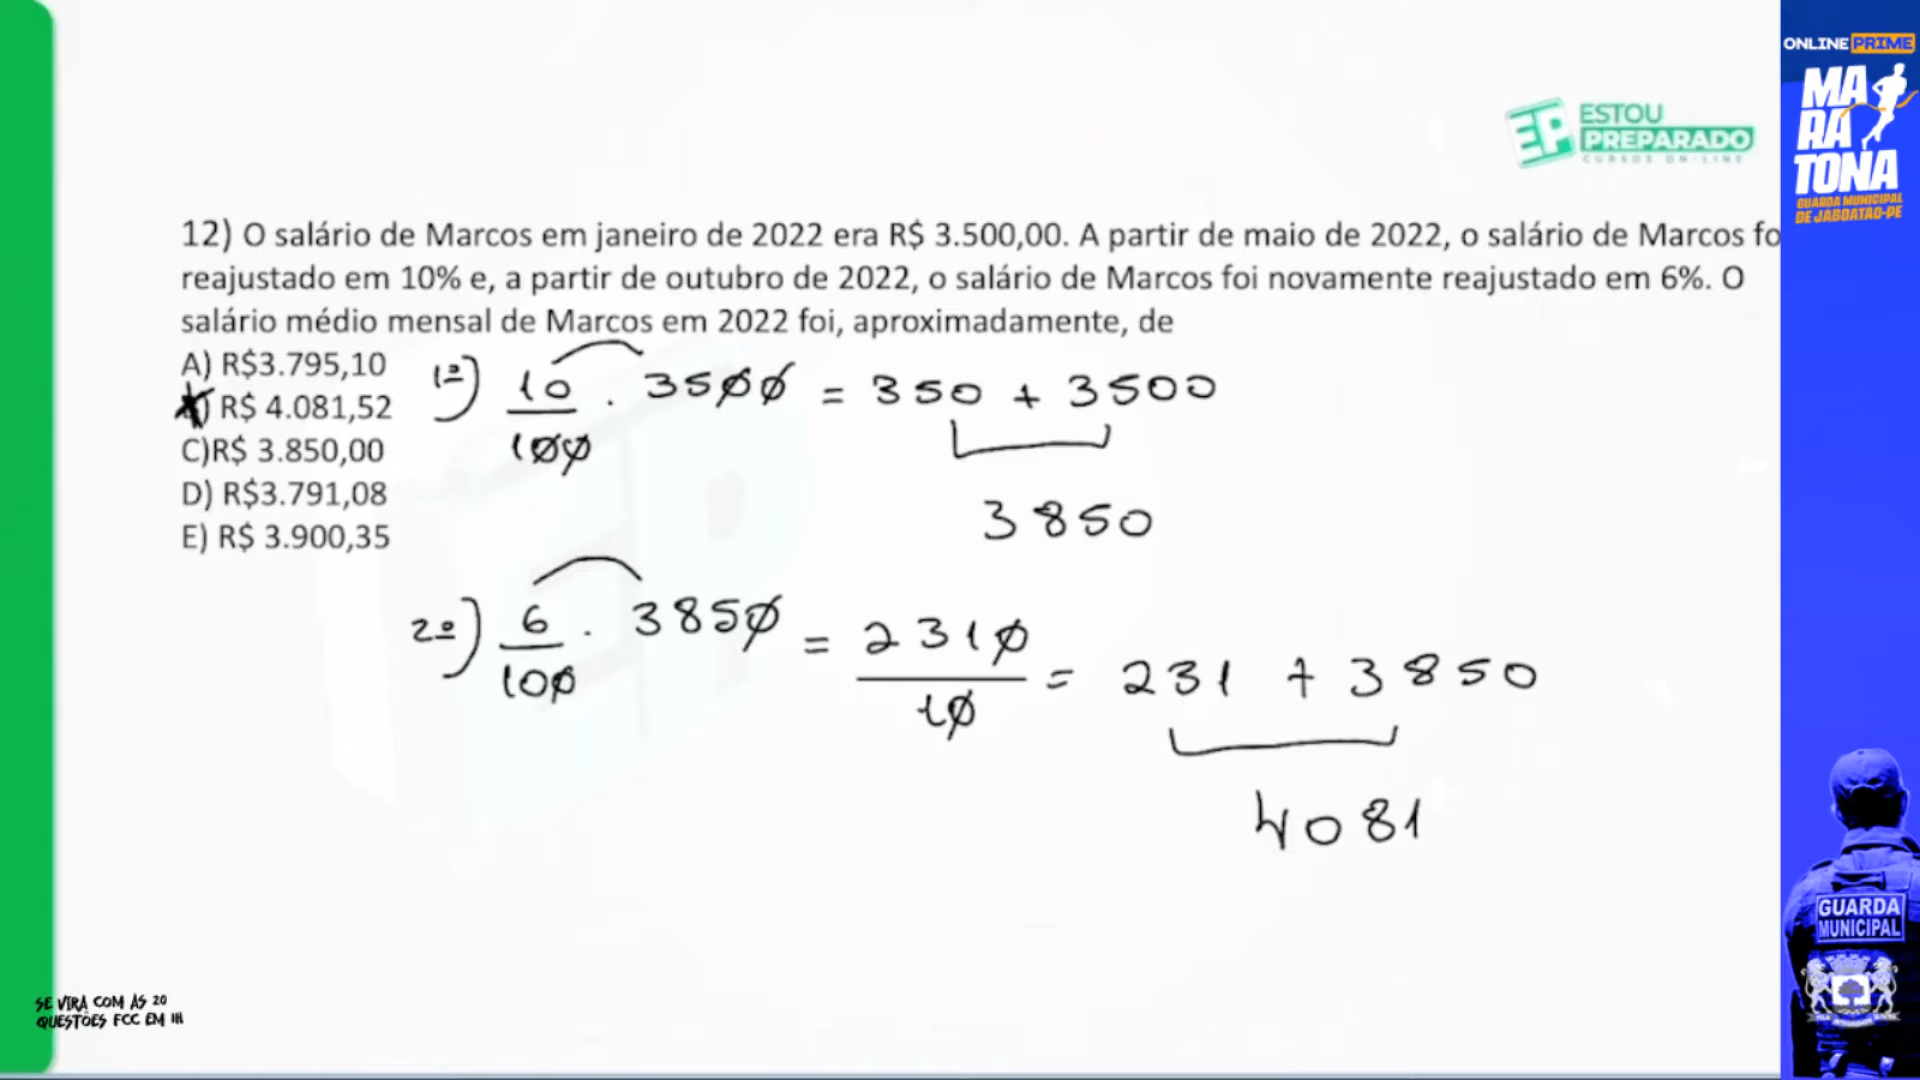 ONLINE PRIME
MA
RA
TONA
GUARDA MUNICIPAL
DE JABOATÃO-PE
EP ESTOU
PREPARADO
CURSOS ON-LINE
12) O salário de Marcos em janeiro de 2022 era R$ 3.500,00. A partir de maio de 2022, o salário de Marcos fo
reajustado em 10% e, a partir de outubro de 2022, o salário de Marcos foi novamente reajustado em 6%. O
salário médio mensal de Marcos em 2022 foi, aproximadamente, de
A) R$3.795,10
R$ 4.081,52
C)R$ 3.850,00
D) R$3.791,08
E) R$ 3.900,35
1º) 10/100 . 3500 = 350 + 3500
3850
2º) 6/100 . 3850 = 2310/10 = 231 + 3850
4081
GUARDA
MUNICIPAL
SE VIRA COM AS 20
QUESTÕES FCC EM 1H